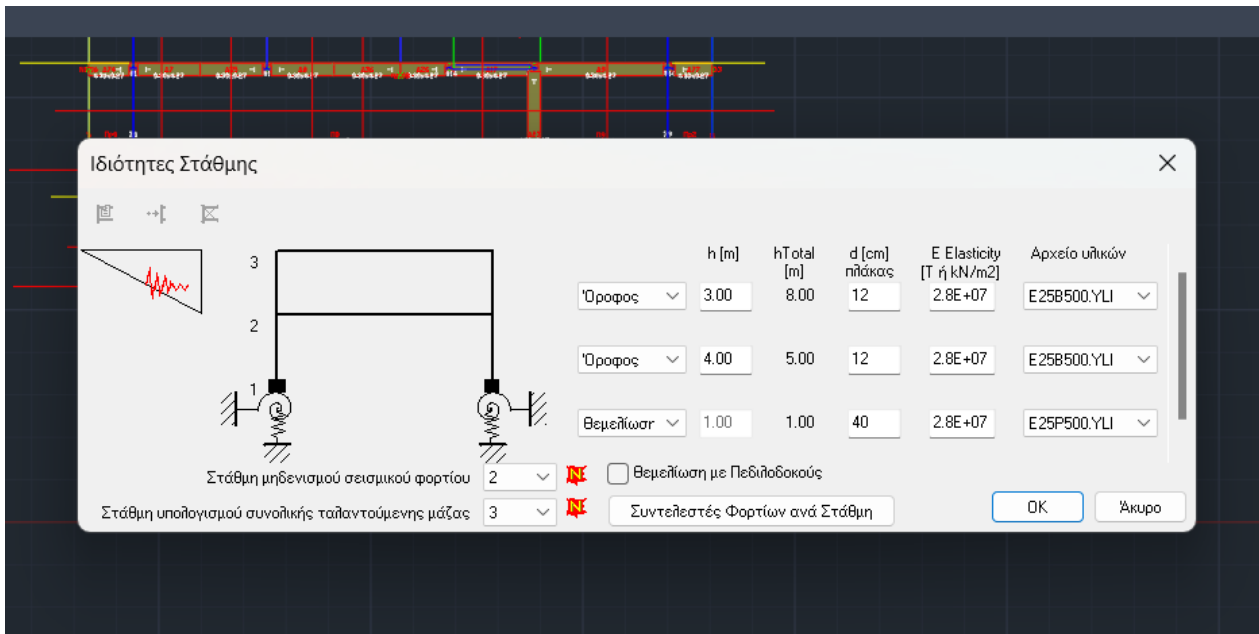 Ιδιότητες Στάθμης
h [m]
hTotal [m]
d [cm] πλάκας
E Elasticity [T ή kN/m2]
Αρχείο υλικών
3
Όροφος 3.00 8.00 12 2.8E+07 E25B500.YLI
2
Όροφος 4.00 5.00 12 2.8E+07 E25B500.YLI
1
Θεμελίωση 1.00 1.00 40 2.8E+07 E25P500.YLI
Στάθμη μηδενισμού σεισμικού φορτίου 2 N Θεμελίωση με Πεδιλοδοκούς
Στάθμη υπολογισμού συνολικής ταλαντούμενης μάζας 3 N Συντελεστές Φορτίων ανά Στάθμη
OK Άκυρο